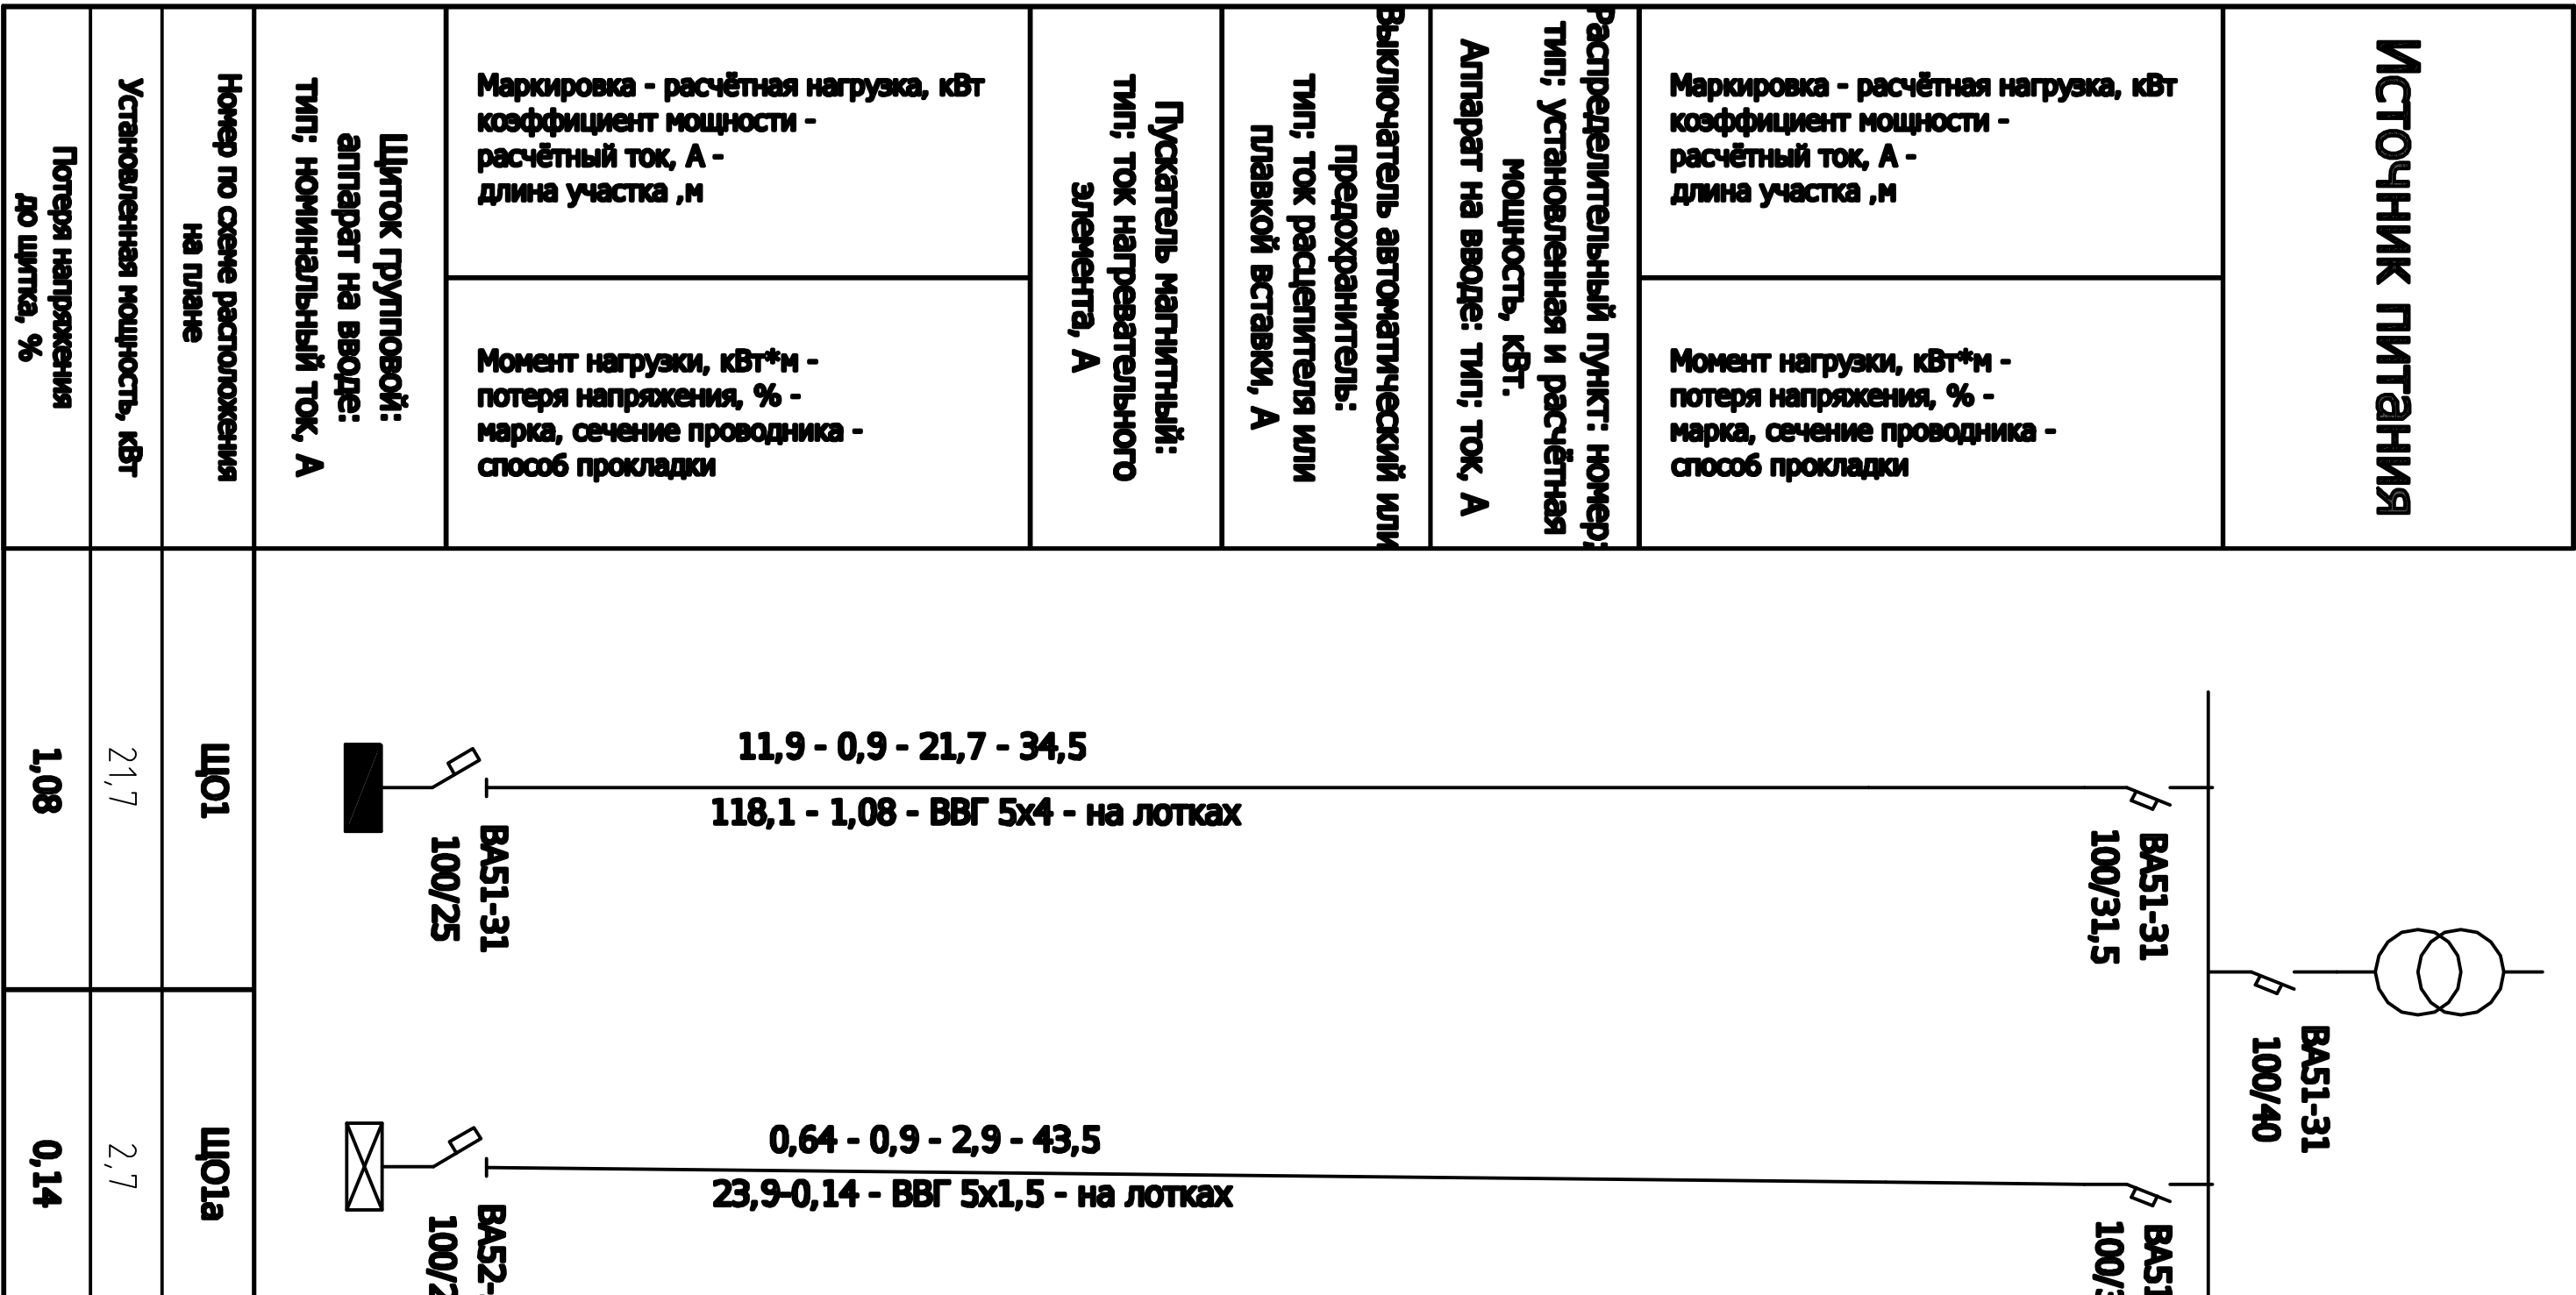 Источник питания
Маркировка - расчётная нагрузка, кВт
коэффициент мощности -
расчётный ток, А -
длина участка ,м
Момент нагрузки, кВт*м -
потеря напряжения, % -
марка, сечение проводника -
способ прокладки
Распределительный пункт: номер;
тип; установленная и расчётная
мощность, кВт.
Аппарат на вводе: тип; ток, А
Выключатель автоматический или
предохранитель:
тип; ток расцепителя или
плавкой вставки, А
Пускатель магнитный:
тип; ток нагревательного
элемента, А
Маркировка - расчётная нагрузка, кВт
коэффициент мощности -
расчётный ток, А -
длина участка ,м
Момент нагрузки, кВт*м -
потеря напряжения, % -
марка, сечение проводника -
способ прокладки
Щиток групповой:
аппарат на вводе:
тип; номинальный ток, А
Номер по схеме расположения
на плане
Установленная мощность, кВт
Потеря напряжения
до щитка, %
ВА51-31
100/40
ВА51-31
100/31,5
11,9 - 0,9 - 21,7 - 34,5
118,1 - 1,08 - ВВГ 5х4 - на лотках
ВА51-31
100/25
ЩО1
21,7
1,08
0,64 - 0,9 - 2,9 - 43,5
23,9-0,14 - ВВГ 5х1,5 - на лотках
ЩО1а
2,7
0,14